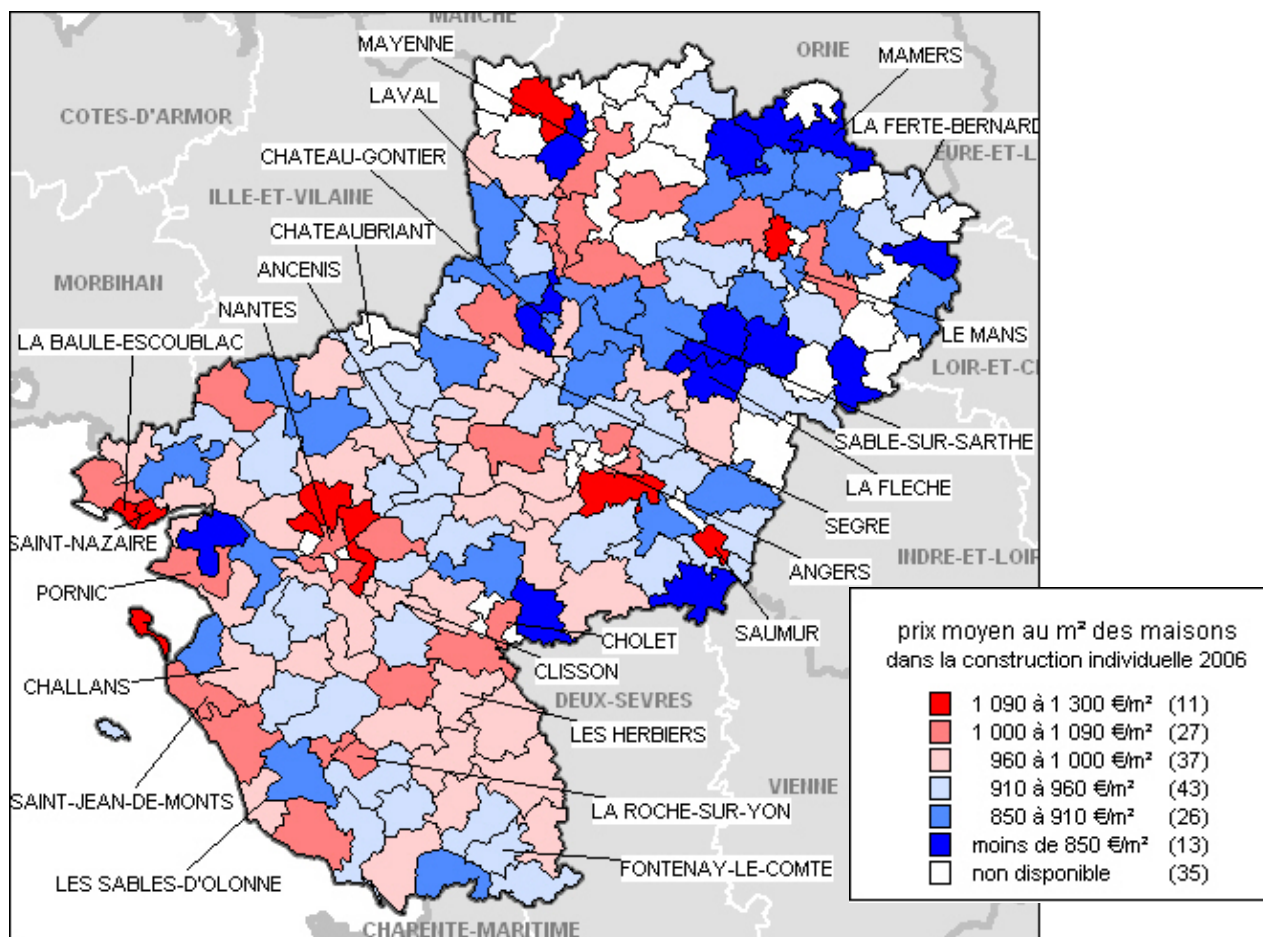 MANCHE
MAYENNE
ORNE
MAMERS
LAVAL
COTES-D'ARMOR
LA FERTE-BERNARD
CHATEAU-GONTIER
EURE-ET-L
ILLE-ET-VILAINE
CHATEAUBRIANT
ANCENIS
MORBIHAN
NANTES
LE MANS
LA BAULE-ESCOUBLAC
LOIR-ET-C
SABLE-SUR-SARTHE
LA FLECHE
SEGRE
SAINT-NAZAIRE
INDRE-ET-LOIR
ANGERS
PORNIC
SAUMUR
CHOLET
CLISSON
CHALLANS
DEUX-SEVRES
LES HERBIERS
VIENNE
SAINT-JEAN-DE-MONTS
LA ROCHE-SUR-YON
FONTENAY-LE-COMTE
LES SABLES-D'OLONNE
CHARENTE-MARITIME
prix moyen au m² des maisons
dans la construction individuelle 2006
1 090 à 1 300 €/m² (11)
1 000 à 1 090 €/m² (27)
960 à 1 000 €/m² (37)
910 à 960 €/m² (43)
850 à 910 €/m² (26)
moins de 850 €/m² (13)
non disponible (35)